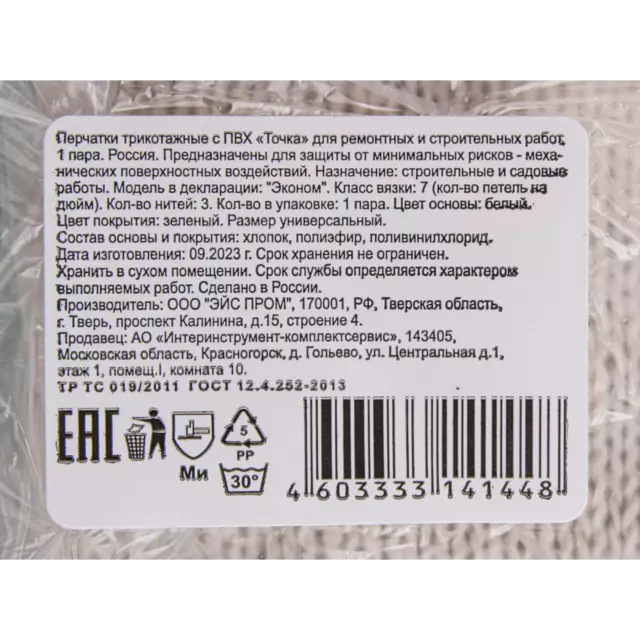 Перчатки трикотажные с ПВХ «Точка» для ремонтных и строительных работ,
1 пара. Россия. Предназначены для защиты от минимальных рисков - меха-
нических поверхностных воздействий. Назначение: строительные и садовые
работы. Модель в декларации: "Эконом". Класс вязки: 7 (кол-во петель на
дюйм). Кол-во нитей: 3. Кол-во в упаковке: 1 пара. Цвет основы: белый.
Цвет покрытия: зеленый. Размер универсальный.
Состав основы и покрытия: хлопок, полиэфир, поливинилхлорид.
Дата изготовления: 09.2023 г. Срок хранения не ограничен.
Хранить в сухом помещении. Срок службы определяется характером
выполняемых работ. Сделано в России.
Производитель: ООО "ЭЙС ПРОМ", 170001, РФ, Тверская область,
г. Тверь, проспект Калинина, д.15, строение 4.
Продавец: АО «Интеринструмент-комплектсервис», 143405,
Московская область, Красногорск, д. Гольево, ул. Центральная д.1,
этаж 1, помещ.I, комната 10.
ТР ТС 019/2011 ГОСТ 12.4.252-2013
EAC
Ми
5
PP
30°
4 603333 141448